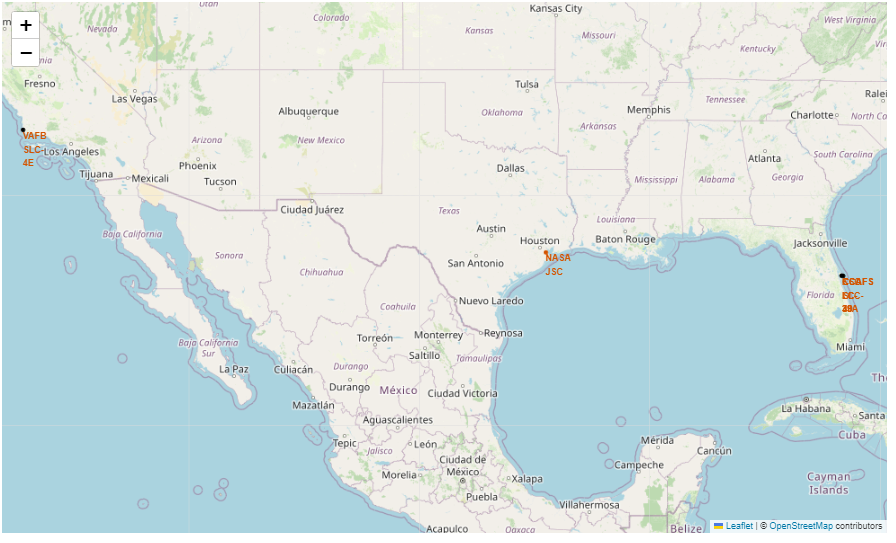 Utah
Colorado
Kansas City
West Virginia
+
−
Nevada
Kansas
Missouri
Kentucky
Fresno
Las Vegas
Tulsa
Raleigh
Albuquerque
Oklahoma
Tennessee
Memphis
Charlotte
North Ca
VAFB
SLC-
4E
Los Angeles
Arizona
New Mexico
Arkansas
Atlanta
South Carolina
Phoenix
Dallas
Tijuana
Mexicali
Tucson
Mississippi
Alabama
Georgia
Ciudad Juárez
Texas
Louisiana
Baja California
Austin
Houston
Baton Rouge
Jacksonville
Sonora
NASA
JSC
San Antonio
Chihuahua
Florida
Coahuila
Nuevo Laredo
Torreón
Monterrey
Reynosa
Baja California
Sur
Saltillo
Tamaulipas
Miami
La Paz
Culiacán
Durango
Durango
México
Ciudad Victoria
The
Mazatlán
La Habana
Santa
Aguascalientes
Cuba
Tepic
León
Mérida
Cancún
Jalisco
Ciudad de
México
Campeche
Morelia
Xalapa
Cayman
Islands
Puebla
Villahermosa
Acapulco
Oaxaca
Belize
Leaflet | © OpenStreetMap contributors